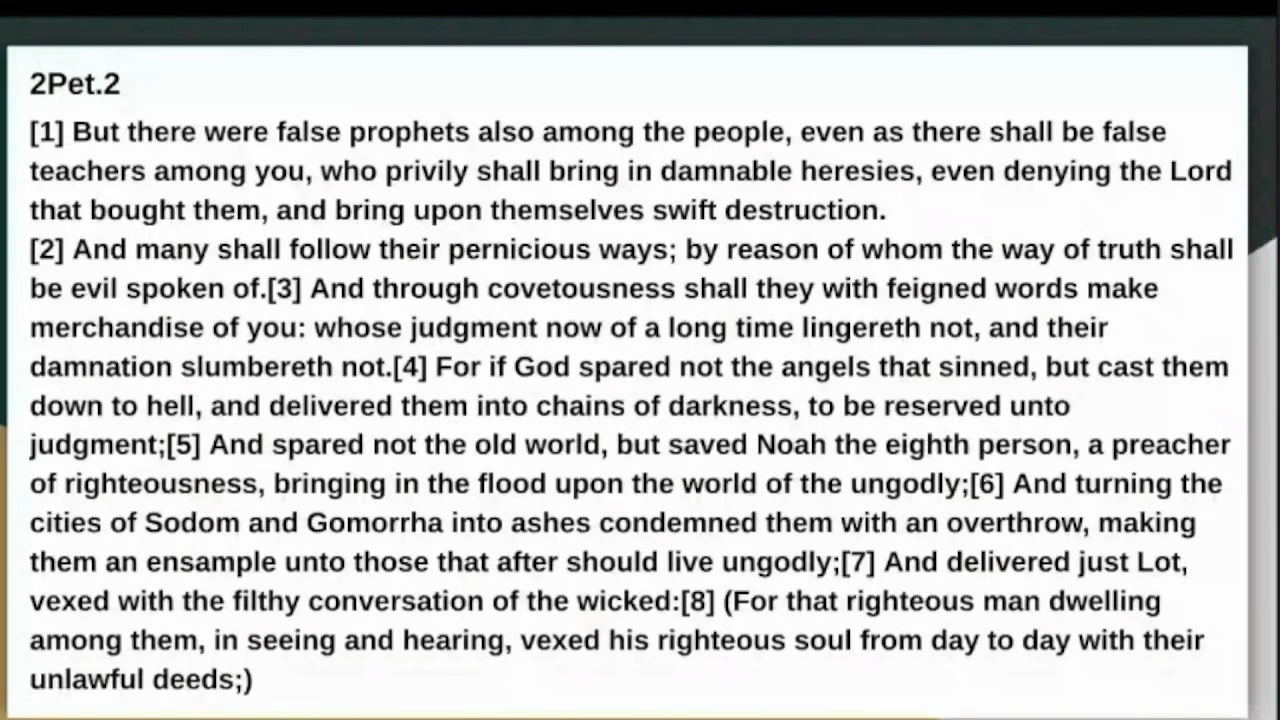 2Pet.2
[1] But there were false prophets also among the people, even as there shall be false
teachers among you, who privily shall bring in damnable heresies, even denying the Lord
that bought them, and bring upon themselves swift destruction.
[2] And many shall follow their pernicious ways; by reason of whom the way of truth shall
be evil spoken of.[3] And through covetousness shall they with feigned words make
merchandise of you: whose judgment now of a long time lingereth not, and their
damnation slumbereth not.[4] For if God spared not the angels that sinned, but cast them
down to hell, and delivered them into chains of darkness, to be reserved unto
judgment;[5] And spared not the old world, but saved Noah the eighth person, a preacher
of righteousness, bringing in the flood upon the world of the ungodly;[6] And turning the
cities of Sodom and Gomorrha into ashes condemned them with an overthrow, making
them an ensample unto those that after should live ungodly;[7] And delivered just Lot,
vexed with the filthy conversation of the wicked:[8] (For that righteous man dwelling
among them, in seeing and hearing, vexed his righteous soul from day to day with their
unlawful deeds;)